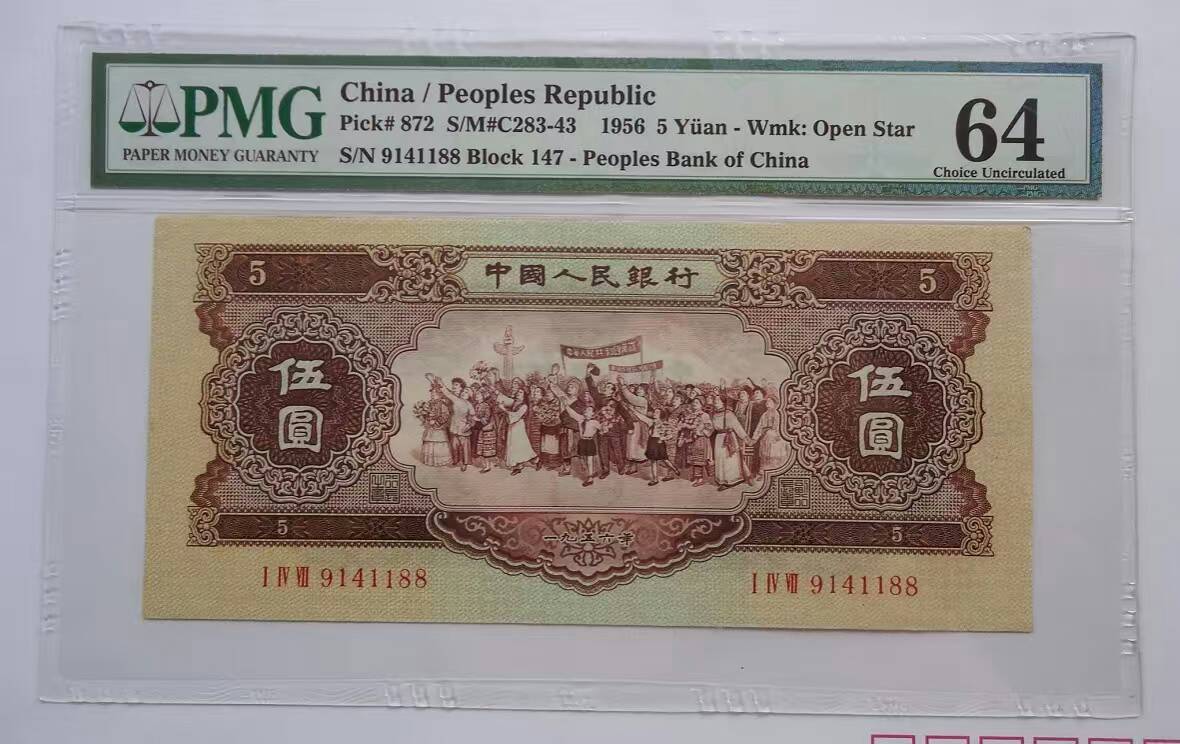 PMG
PAPER MONEY GUARANTY
China / Peoples Republic
Pick# 872 S/M#C283-43 1956 5 Yüan - Wmk: Open Star
S/N 9141188 Block 147 - Peoples Bank of China
64
Choice Uncirculated
5 中國人民銀行 5
伍圓
伍圓
5 一九五六年 5
I IV VII 9141188
I IV VII 9141188